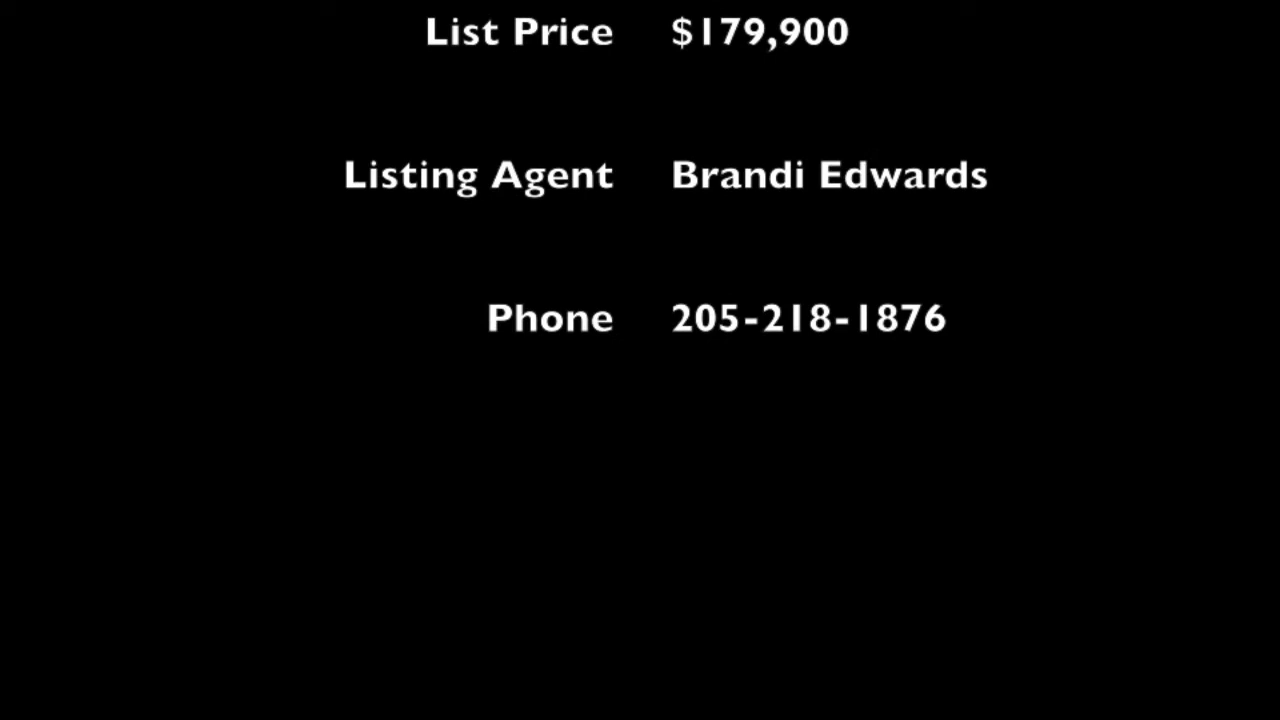 List Price $179,900
Listing Agent Brandi Edwards
Phone 205-218-1876